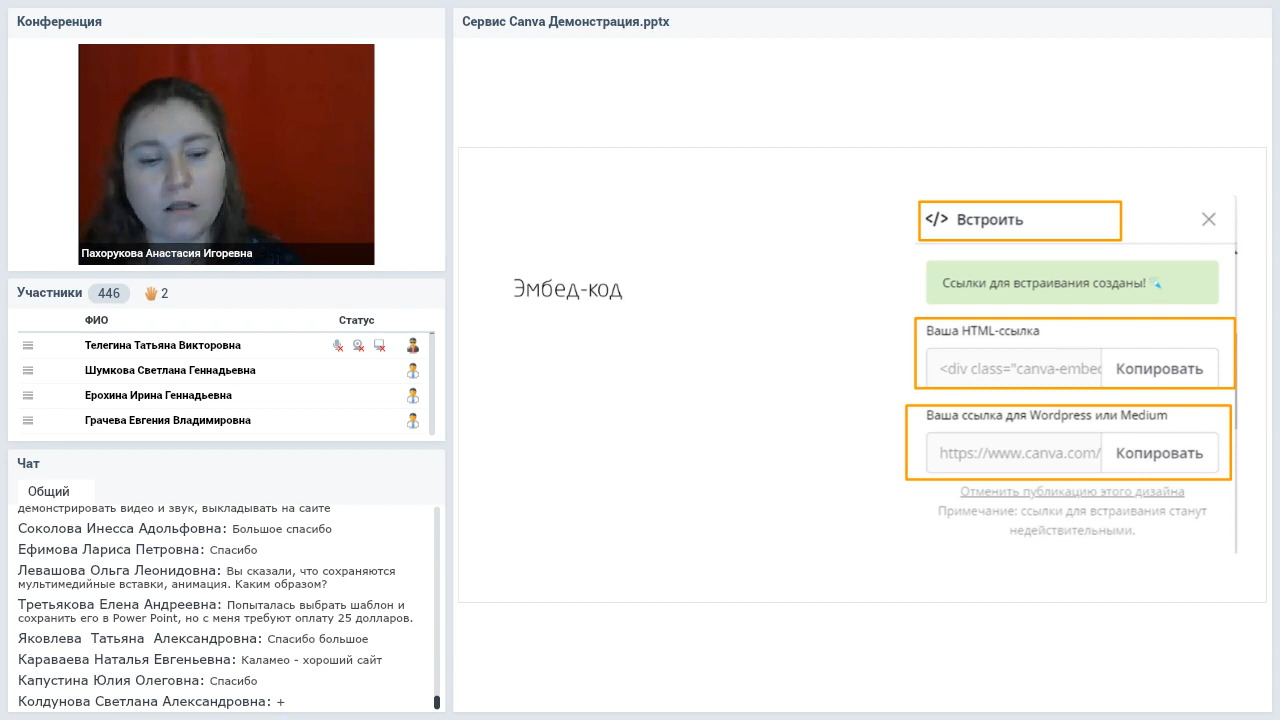 Конференция
Пахорукова Анастасия Игоревна
Участники 446 2
ФИО Статус
Телегина Татьяна Викторовна
Шумкова Светлана Геннадьевна
Ерохина Ирина Геннадьевна
Грачева Евгения Владимировна
Чат
Общий
демонстрировать видео и звук, выкладывать на сайте
Соколова Инесса Адольфовна: Большое спасибо
Ефимова Лариса Петровна: Спасибо
Левашова Ольга Леонидовна: Вы сказали, что сохраняются
мультимедийные вставки, анимация. Каким образом?
Третьякова Елена Андреевна: Попыталась выбрать шаблон и
сохранить его в Power Point, но с меня требуют оплату 25 долларов.
Яковлева Татьяна Александровна: Спасибо большое
Караваева Наталья Евгеньевна: Каламео - хороший сайт
Капустина Юлия Олеговна: Спасибо
Колдунова Светлана Александровна: +
Сервис Canva Демонстрация.pptx
Эмбед-код
</> Встроить
Ссылки для встраивания созданы!
Ваша HTML-ссылка
<div class="canva-embed Копировать
Ваша ссылка для Wordpress или Medium
https://www.canva.com/ Копировать
Отменить публикацию этого дизайна
Примечание: ссылки для встраивания станут
недействительными.